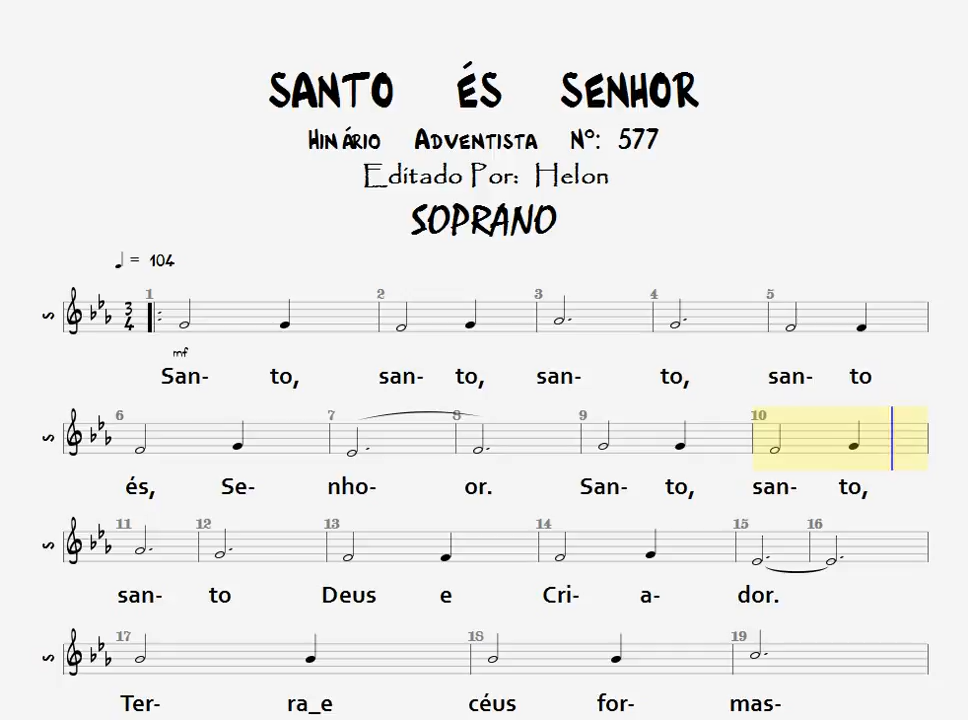 SANTO ÉS SENHOR
HINÁRIO ADVENTISTA Nº: 577
Editado Por: Helon
SOPRANO
♩ = 104
1 2 3 4 5
S 3/4
mf
San- to, san- to, san- to, san- to
6 7 8 9 10
S
és, Se- nho- or. San- to, san- to,
11 12 13 14 15 16
S
san- to Deus e Cri- a- dor.
17 18 19
S
Ter- ra_e céus for- mas-